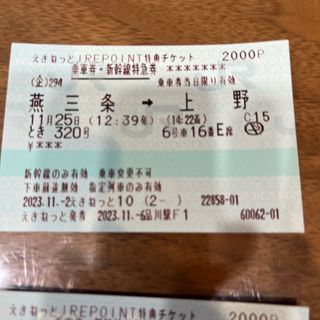 えきねっとJREPOINT特典チケット 2000P
乗車券・新幹線特急券 *******
(金)294 乗車券当日限り有効
燕三条 → 上野
11月25日 (12:39発) (14:22着) C15
とき 320号 6号車16番E席
¥***
新幹線のみ有効 乗車変更不可
下車前途無効 指定列車のみ有効
2023.11.-2えきねっと10 (2- ) 22858-01
えきねっと発券 2023.11.-6品川駅F1 60062-01
えきねっとJREPOINT特典チケット 2000P